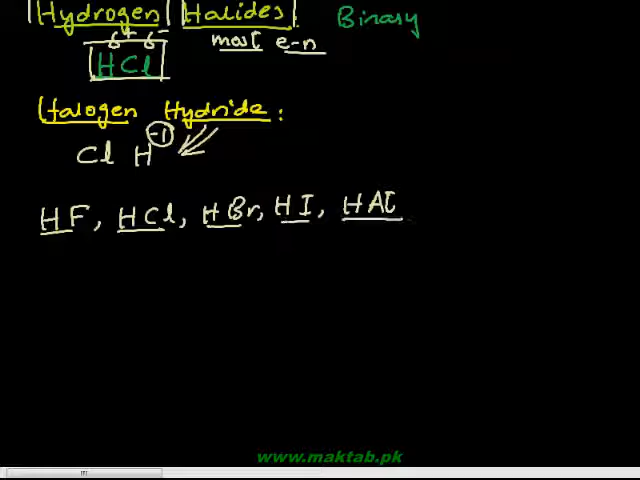 Hydrogen Halides: Binary
δ+ δ- most e-n
HCl
Halogen Hydride:
Cl H -1
HF, HCl, HBr, HI, HAt
www.maktab.pk